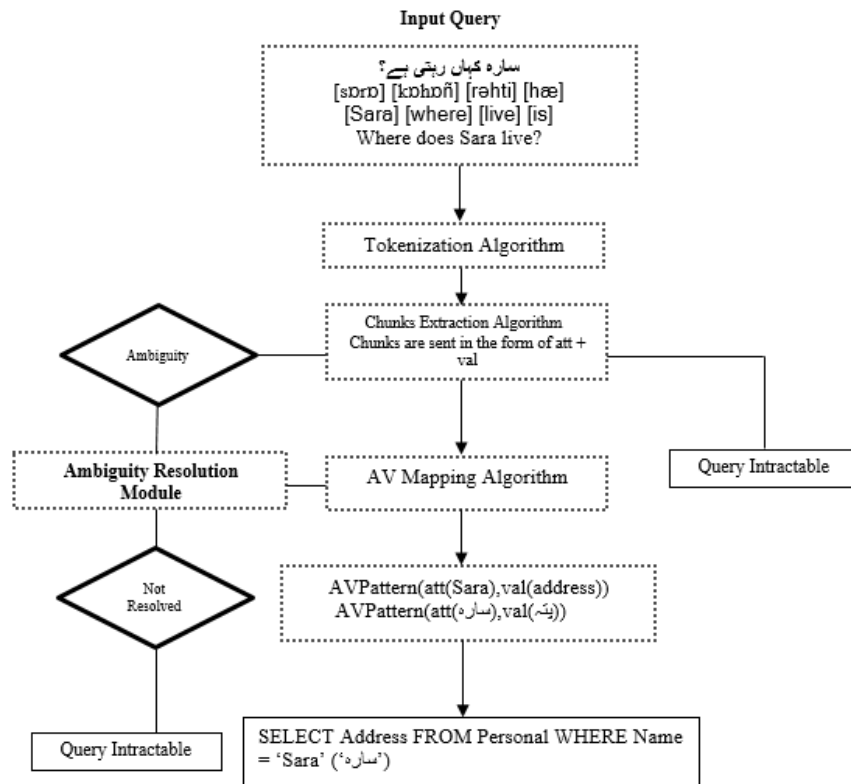 Input Query
سارہ کہاں رہتی ہے؟
[sɒrɒ] [kɒhɒñ] [rəhti] [hæ]
[Sara] [where] [live] [is]
Where does Sara live?
Tokenization Algorithm
Chunks Extraction Algorithm
Chunks are sent in the form of att +
val
Ambiguity
Query Intractable
Ambiguity Resolution
Module
AV Mapping Algorithm
Not
Resolved
AVPattern(att(Sara),val(address))
AVPattern(att(سارہ),val(پتہ))
Query Intractable
SELECT Address FROM Personal WHERE Name
= ‘Sara’ (‘سارہ’)